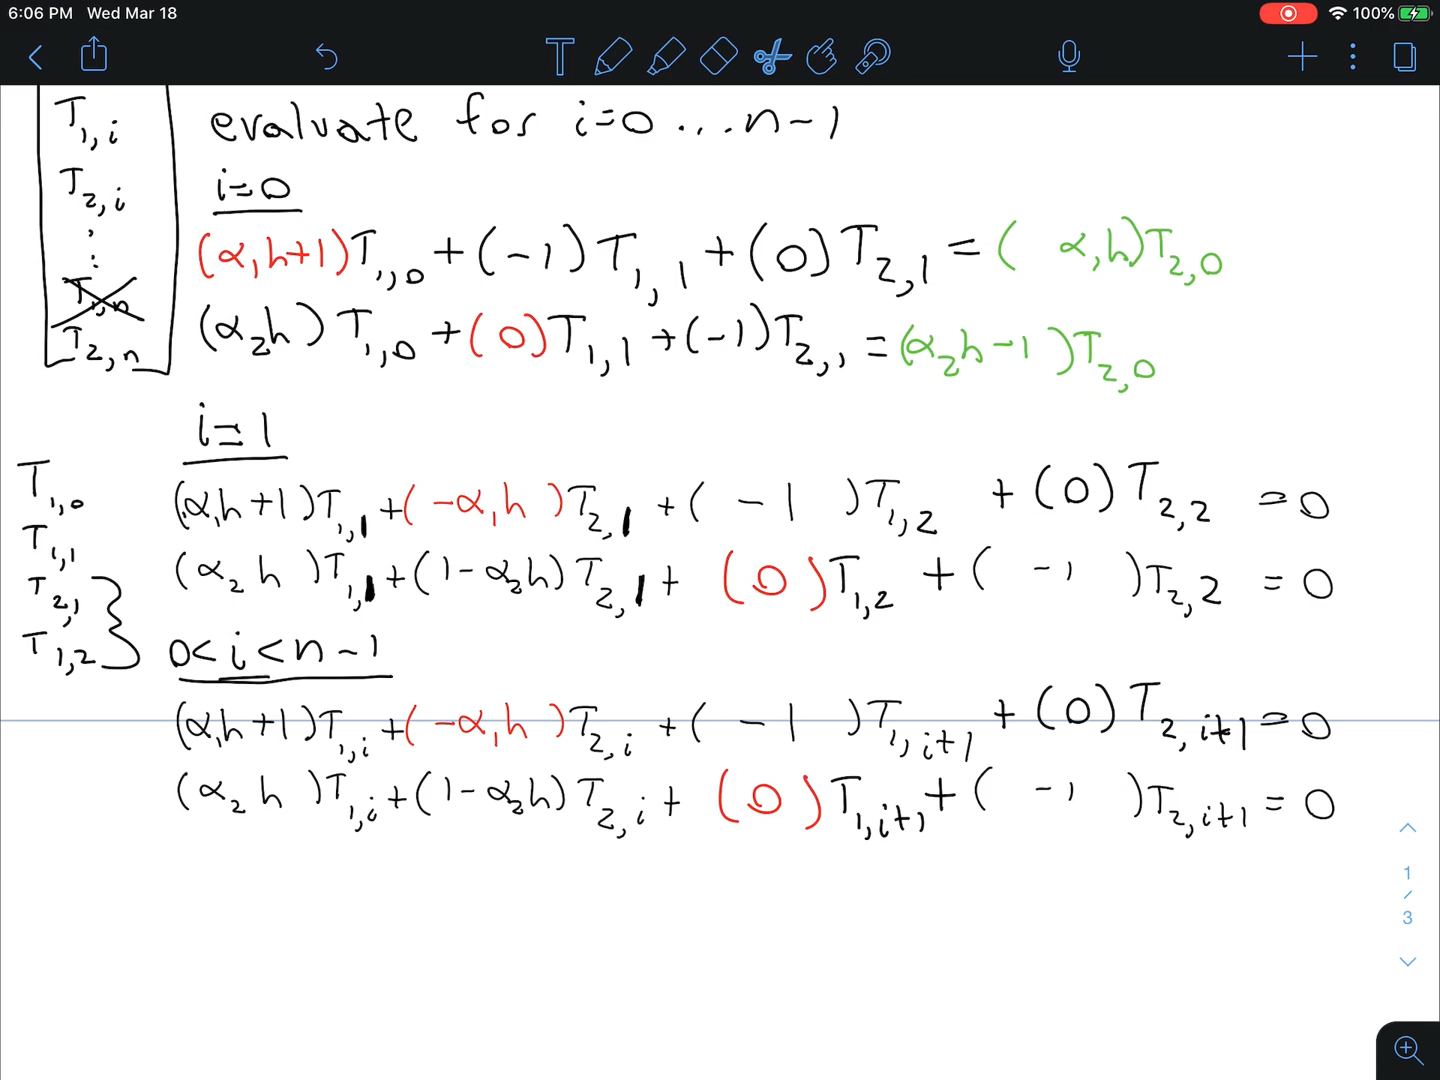 6:06 PM Wed Mar 18 100%
T
T₁,ᵢ
T₂,ᵢ
⋮
T₁,ₙ
T₂,ₙ
evaluate for i=0 ...n-1
i=0
(α₁h+1)T₁,₀ + (-1)T₁,₁ + (0)T₂,₁ = ( α₁h)T₂,₀
(α₂h )T₁,₀ + (0)T₁,₁ + (-1)T₂,₁ = (α₂h-1 )T₂,₀
i=1
T₁,₀
T₁,₁
T₂,₁
T₁,₂
(α₁h+1)T₁,₁ + (-α₁h )T₂,₁ + ( -1 )T₁,₂ + (0)T₂,₂ = 0
(α₂ h )T₁,₁ + (1-α₂h)T₂,₁ + (0)T₁,₂ + ( -1 )T₂,₂ = 0
0<i<n-1
(α₁h+1)T₁,ᵢ + (-α₁h )T₂,ᵢ + ( -1 )T₁,ᵢ₊₁ + (0)T₂,ᵢ₊₁ = 0
(α₂ h )T₁,ᵢ + (1-α₂h)T₂,ᵢ + (0)T₁,ᵢ₊₁ + ( -1 )T₂,ᵢ₊₁ = 0
1
/
3